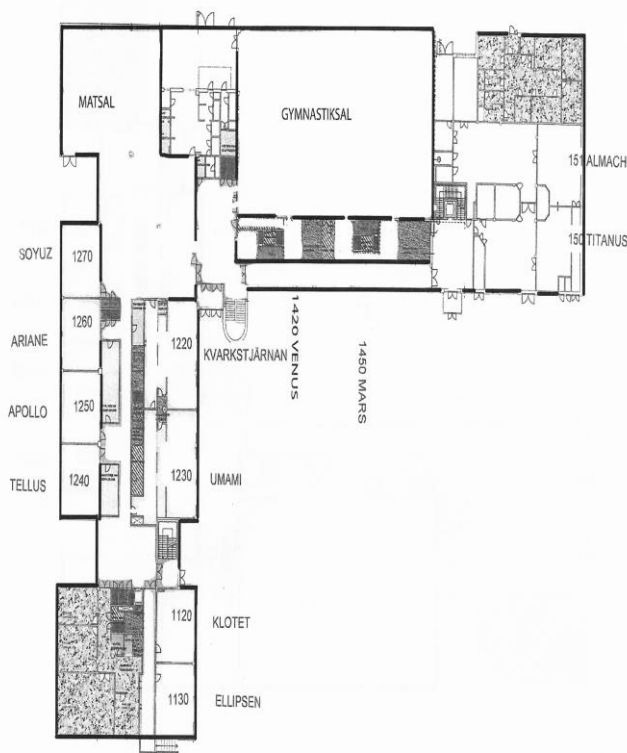 MATSAL
GYMNASTIKSAL
151 ALMACH
150 TITANUS
SOYUZ
1270
ARIANE
1260
1220
KVARKSTJÄRNAN
1420 VENUS
1450 MARS
APOLLO
1250
TELLUS
1240
1230
UMAMI
1120
KLOTET
1130
ELLIPSEN